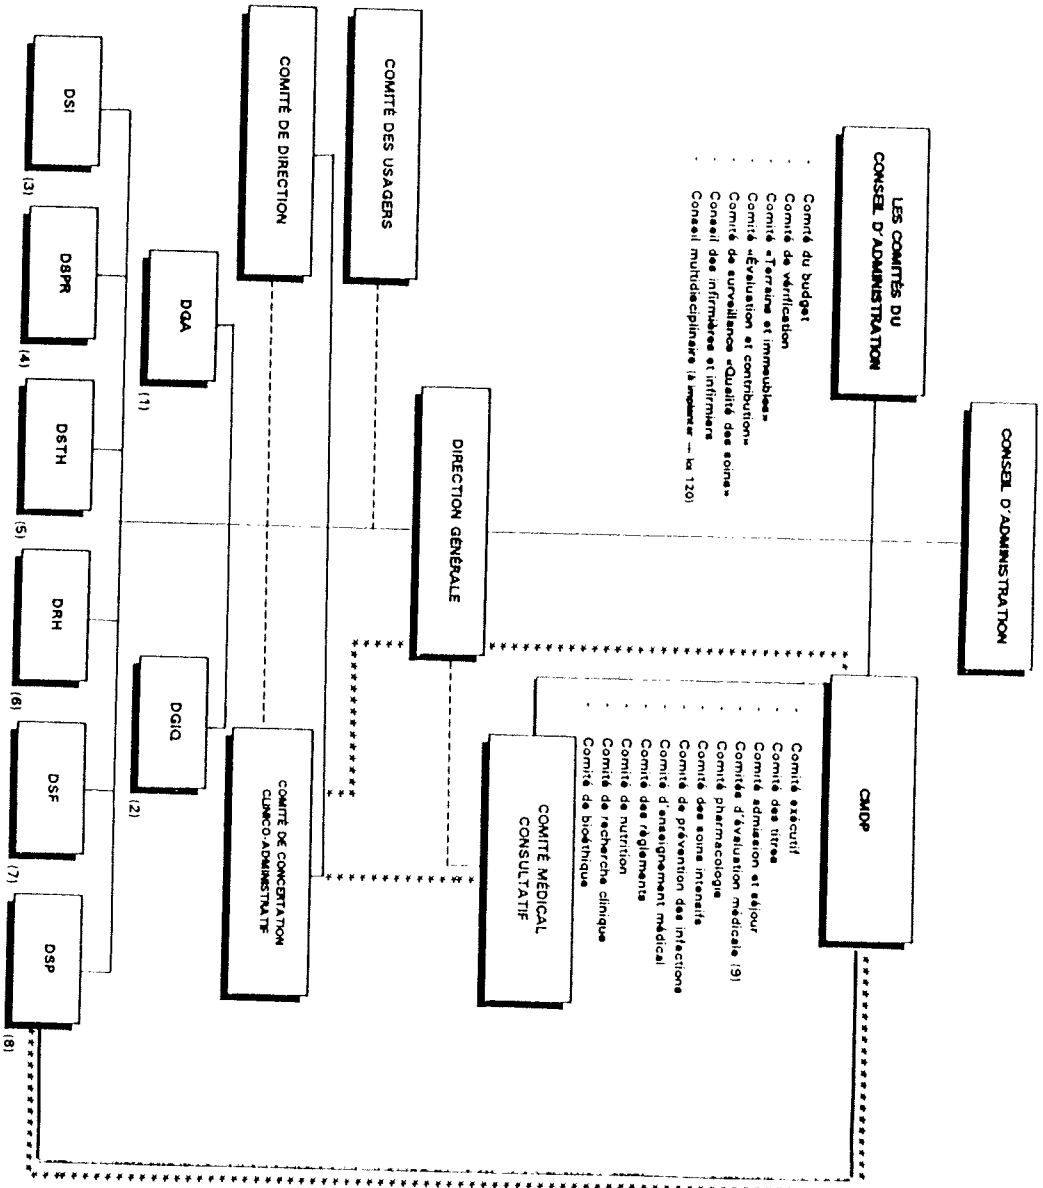 CONSEIL D'ADMINISTRATION
LES COMITÉS DU
CONSEIL D'ADMINISTRATION
- Comité du budget
- Comité de vérification
- Comité «Terrains et immeubles»
- Comité «Évaluation et contribution»
- Comité de surveillance «Qualité des soins»
- Conseil des infirmières et infirmiers
- Conseil multidisciplinaire (à implanter — loi 120)
CMDP
- Comité exécutif
- Comité des titres
- Comité admission et séjour
- Comités d'évaluation médicale (9)
- Comité pharmacologie
- Comité des soins intensifs
- Comité de prévention des infections
- Comité d'enseignement médical
- Comité des règlements
- Comité de nutrition
- Comité de recherche clinique
- Comité de bioéthique
DIRECTION GÉNÉRALE
COMITÉ MÉDICAL
CONSULTATIF
COMITÉ DES USAGERS
COMITÉ DE DIRECTION
COMITÉ DE CONCERTATION
CLINICO-ADMINISTRATIF
DGA
(1)
DGIQ
(2)
DSI
(3)
DSPR
(4)
DSTH
(5)
DRH
(6)
DSF
(7)
DSP
(8)